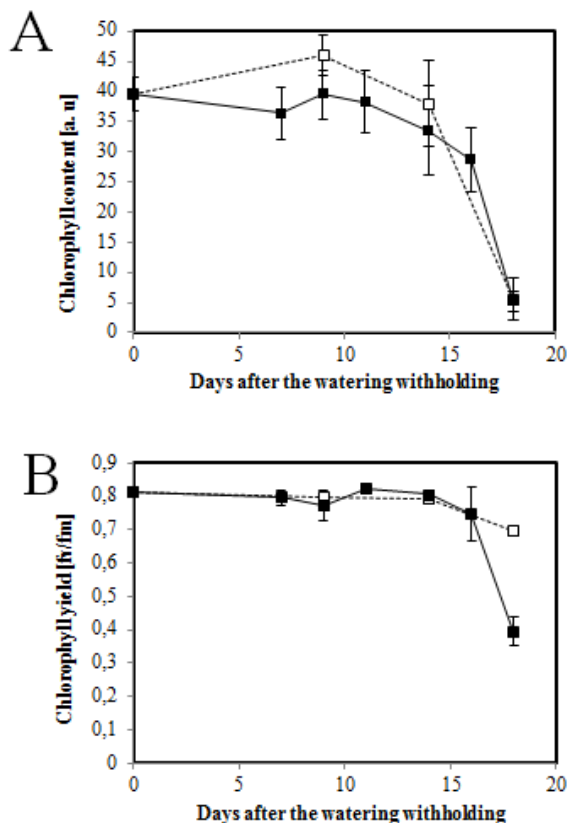 A
Chlorophyll content [a. u]
50
45
40
35
30
25
20
15
10
5
0
0 5 10 15 20
Days after the watering withholding
B
Chlorophyll yield [fv/fm]
0,9
0,8
0,7
0,6
0,5
0,4
0,3
0,2
0,1
0
0 5 10 15 20
Days after the watering withholding